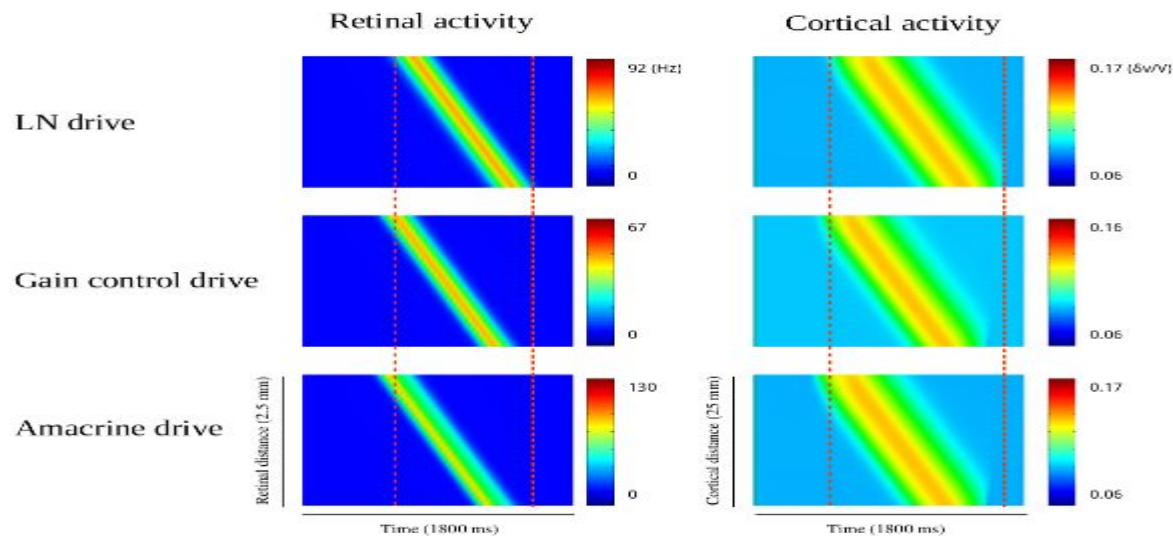 Retinal activity
Cortical activity
LN drive
92 (Hz)
0
0.17 (δv/V)
0.06
Gain control drive
67
0
0.16
0.06
Amacrine drive
Retinal distance (2.5 mm)
130
0
Cortical distance (25 mm)
0.17
0.06
Time (1800 ms)
Time (1800 ms)